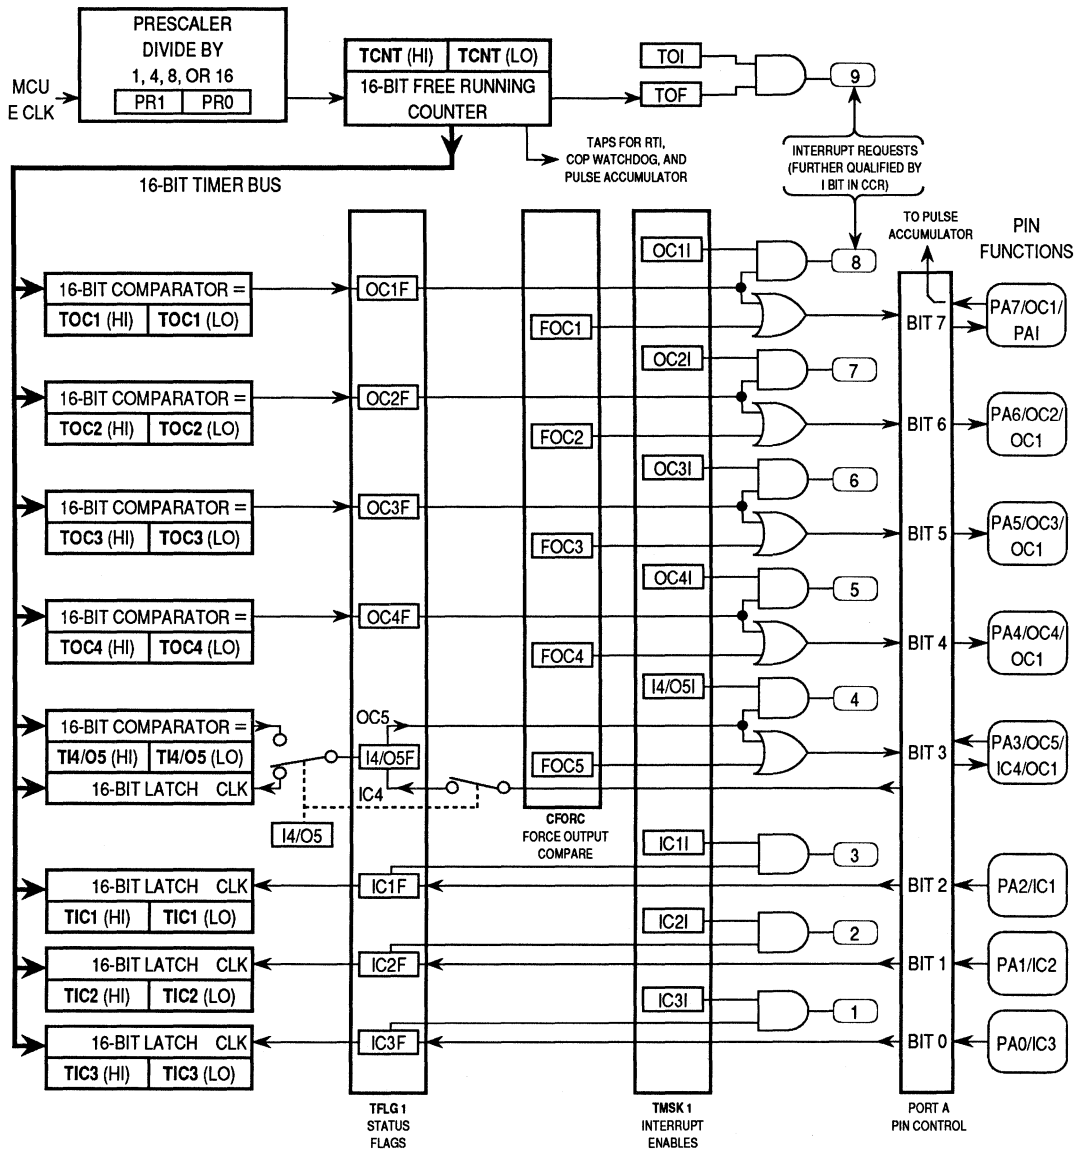 PRESCALER
DIVIDE BY
1, 4, 8, OR 16
PR1 PR0
MCU
E CLK
TCNT (HI) TCNT (LO)
16-BIT FREE RUNNING
COUNTER
TOI
TOF
9
TAPS FOR RTI,
COP WATCHDOG, AND
PULSE ACCUMULATOR
INTERRUPT REQUESTS
(FURTHER QUALIFIED BY
I BIT IN CCR)
16-BIT TIMER BUS
TO PULSE
ACCUMULATOR
PIN
FUNCTIONS
OC1I
8
16-BIT COMPARATOR =
TOC1 (HI) TOC1 (LO)
OC1F
FOC1
BIT 7
PA7/OC1/
PAI
OC2I
7
16-BIT COMPARATOR =
TOC2 (HI) TOC2 (LO)
OC2F
FOC2
BIT 6
PA6/OC2/
OC1
OC3I
6
16-BIT COMPARATOR =
TOC3 (HI) TOC3 (LO)
OC3F
FOC3
BIT 5
PA5/OC3/
OC1
OC4I
5
16-BIT COMPARATOR =
TOC4 (HI) TOC4 (LO)
OC4F
FOC4
BIT 4
PA4/OC4/
OC1
I4/O5I
4
16-BIT COMPARATOR =
TI4/O5 (HI) TI4/O5 (LO)
16-BIT LATCH CLK
OC5
I4/O5F
IC4
I4/O5
FOC5
BIT 3
PA3/OC5/
IC4/OC1
CFORC
FORCE OUTPUT
COMPARE
IC1I
3
16-BIT LATCH CLK
TIC1 (HI) TIC1 (LO)
IC1F
BIT 2
PA2/IC1
IC2I
2
16-BIT LATCH CLK
TIC2 (HI) TIC2 (LO)
IC2F
BIT 1
PA1/IC2
IC3I
1
16-BIT LATCH CLK
TIC3 (HI) TIC3 (LO)
IC3F
BIT 0
PA0/IC3
TFLG 1
STATUS
FLAGS
TMSK 1
INTERRUPT
ENABLES
PORT A
PIN CONTROL